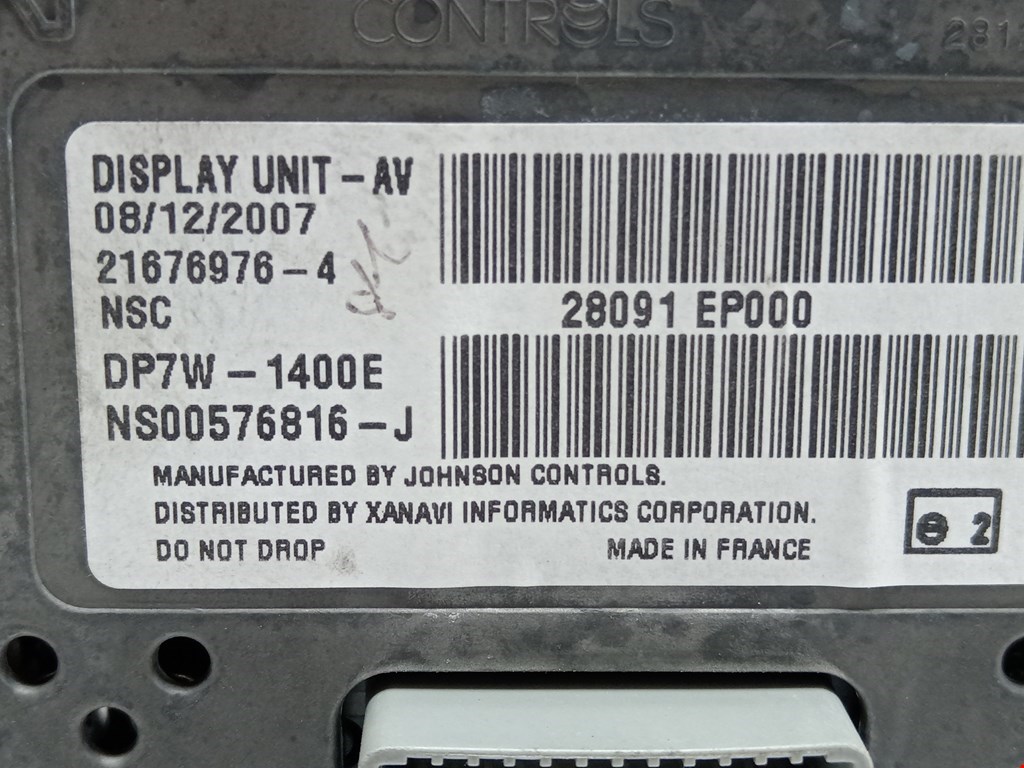 CONTROLS
DISPLAY UNIT-AV
08/12/2007
21676976-4
NSC
28091 EP000
DP7W-1400E
NS00576816-J
MANUFACTURED BY JOHNSON CONTROLS.
DISTRIBUTED BY XANAVI INFORMATICS CORPORATION.
DO NOT DROP
MADE IN FRANCE
2